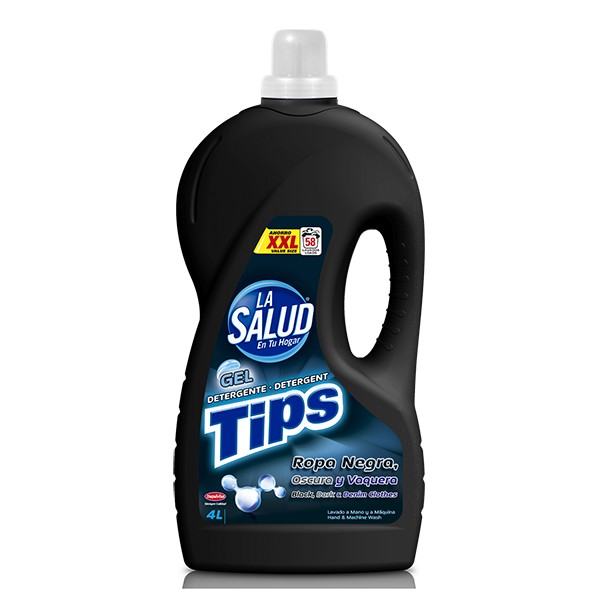 AHORRO
XXL
VALUE SIZE
58
LA
SALUD®
En Tu Hogar
GEL
DETERGENTE · DETERGENT
Tips
Ropa Negra,
Oscura y Vaquera
Black, Dark & Denim Clothes
4L
Lavado a Mano y a Máquina
Hand & Machine Wash